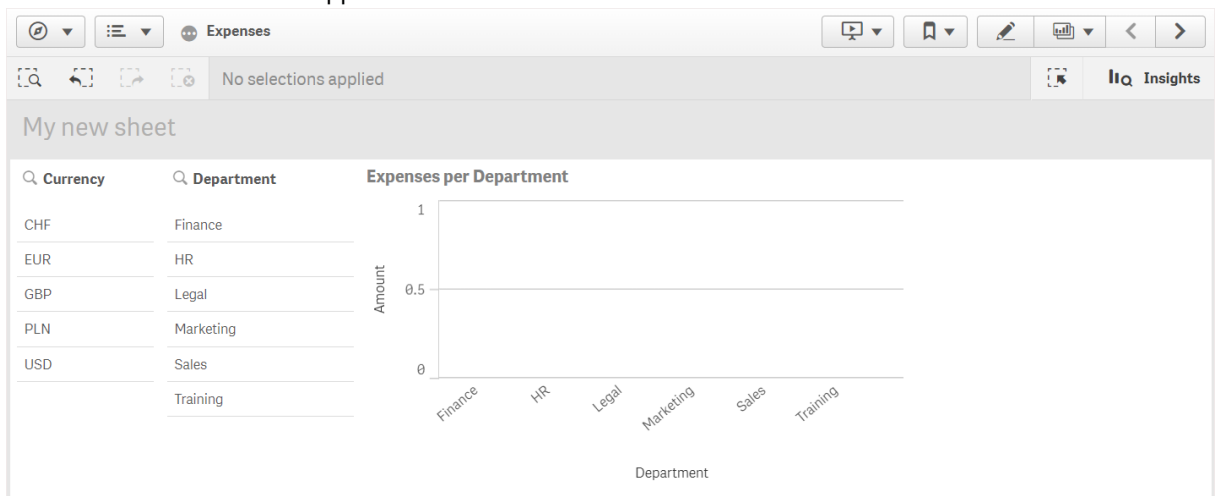 Expenses
No selections applied
Insights
My new sheet
Currency
CHF
EUR
GBP
PLN
USD
Department
Finance
HR
Legal
Marketing
Sales
Training
Expenses per Department
Amount
1
0.5
0
Finance
HR
Legal
Marketing
Sales
Training
Department